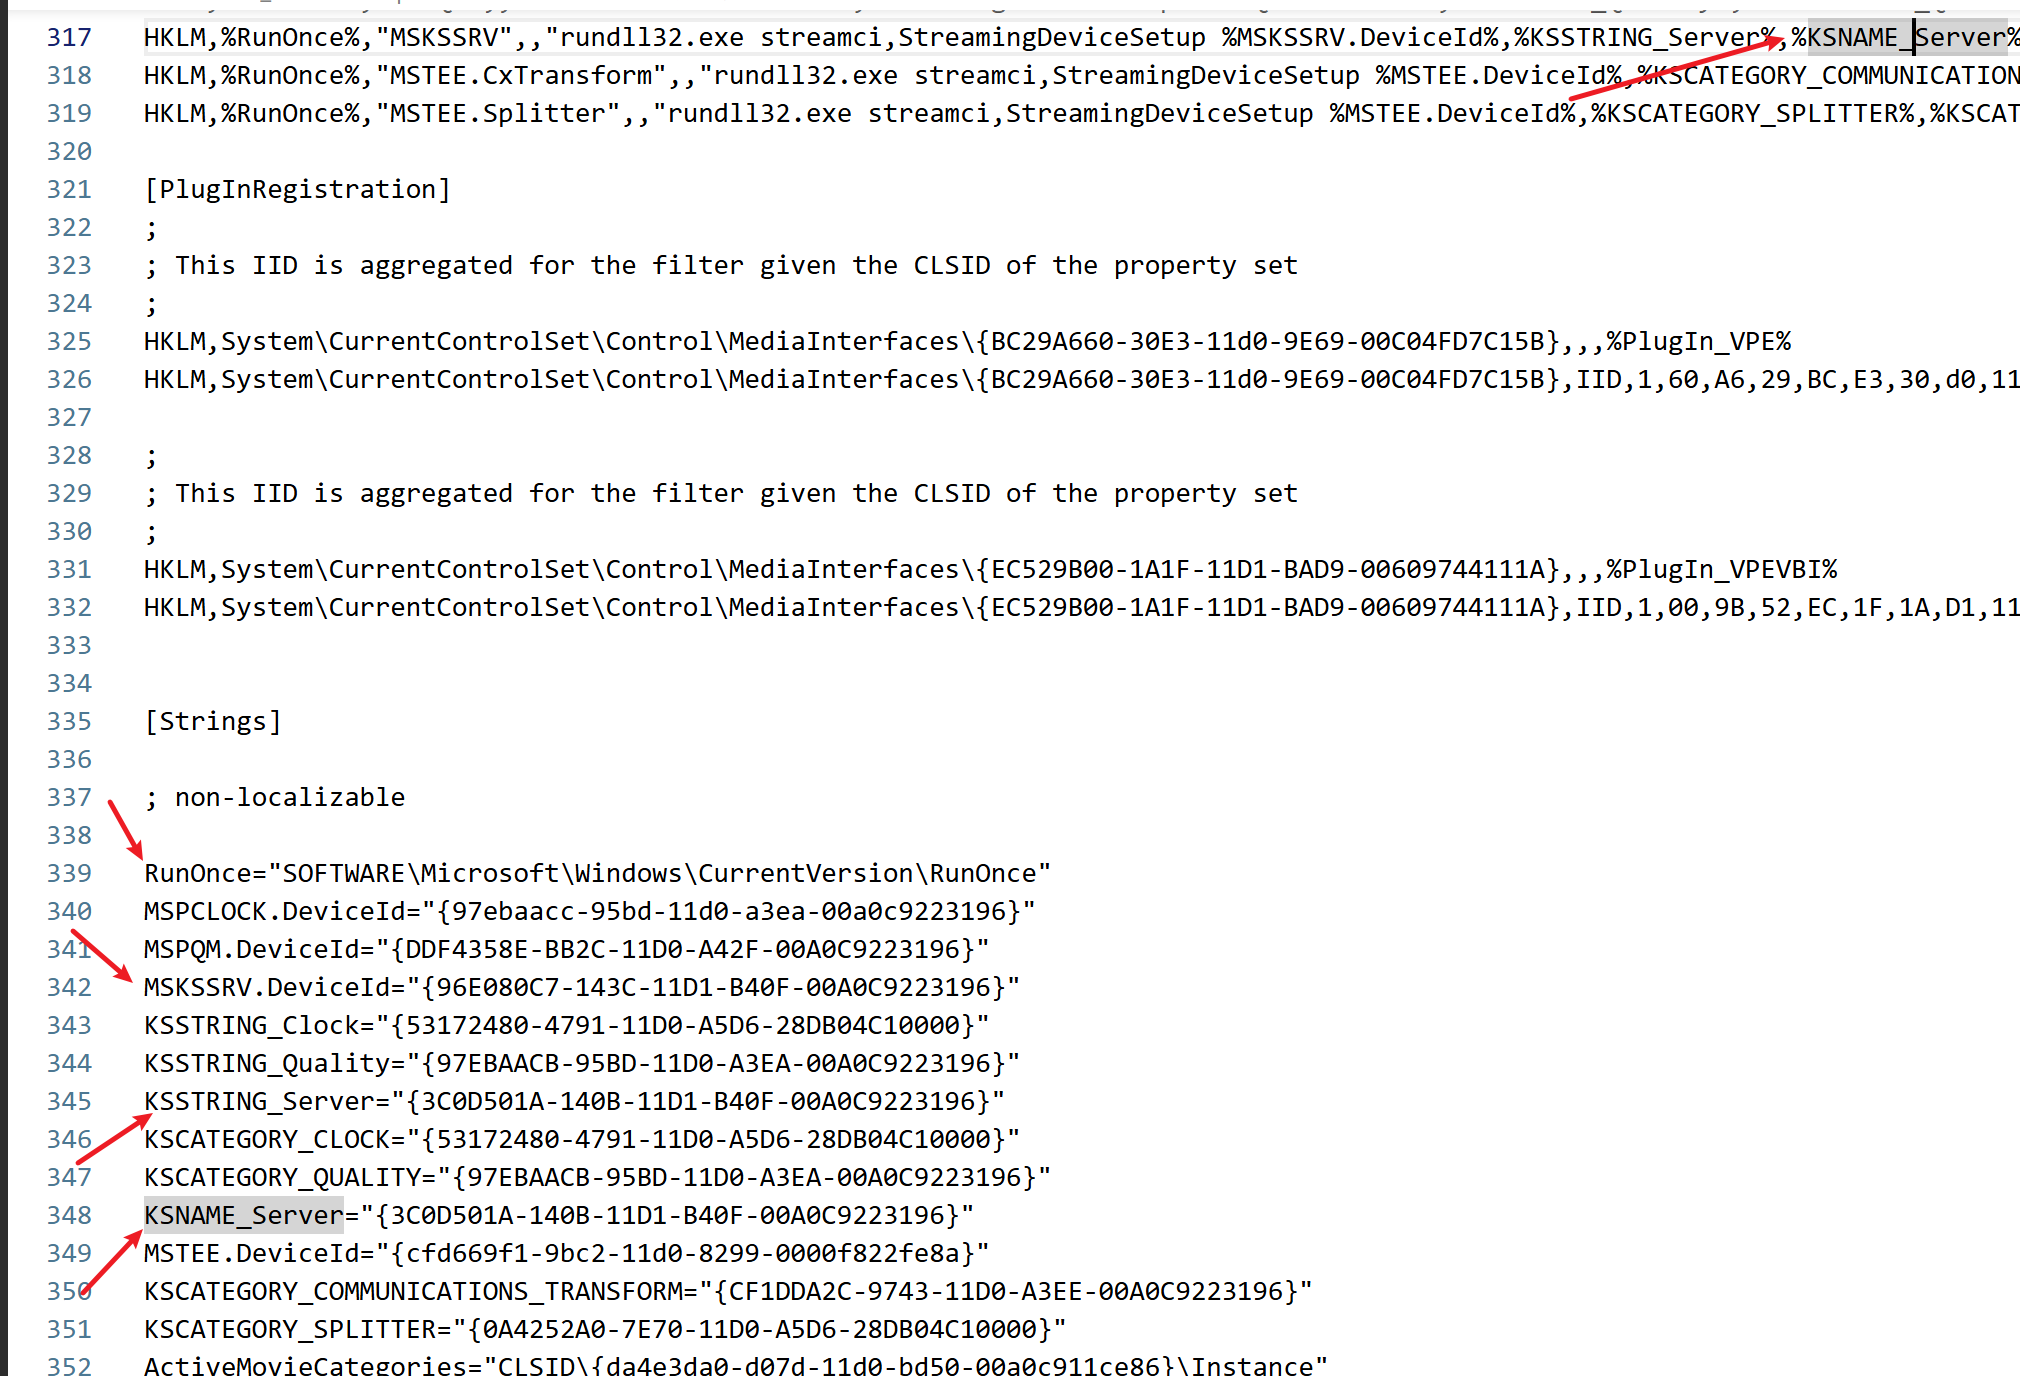 317 HKLM,%RunOnce%,"MSKSSRV",,"rundll32.exe streamci,StreamingDeviceSetup %MSKSSRV.DeviceId%,%KSSTRING_Server%,%KSNAME_Server%
318 HKLM,%RunOnce%,"MSTEE.CxTransform",,"rundll32.exe streamci,StreamingDeviceSetup %MSTEE.DeviceId%,%KSCATEGORY_COMMUNICATION
319 HKLM,%RunOnce%,"MSTEE.Splitter",,"rundll32.exe streamci,StreamingDeviceSetup %MSTEE.DeviceId%,%KSCATEGORY_SPLITTER%,%KSCAT
320
321 [PlugInRegistration]
322 ;
323 ; This IID is aggregated for the filter given the CLSID of the property set
324 ;
325 HKLM,System\CurrentControlSet\Control\MediaInterfaces\{BC29A660-30E3-11d0-9E69-00C04FD7C15B},,,%PlugIn_VPE%
326 HKLM,System\CurrentControlSet\Control\MediaInterfaces\{BC29A660-30E3-11d0-9E69-00C04FD7C15B},IID,1,60,A6,29,BC,E3,30,d0,11
327
328 ;
329 ; This IID is aggregated for the filter given the CLSID of the property set
330 ;
331 HKLM,System\CurrentControlSet\Control\MediaInterfaces\{EC529B00-1A1F-11D1-BAD9-00609744111A},,,%PlugIn_VPEVBI%
332 HKLM,System\CurrentControlSet\Control\MediaInterfaces\{EC529B00-1A1F-11D1-BAD9-00609744111A},IID,1,00,9B,52,EC,1F,1A,D1,11
333
334
335 [Strings]
336
337 ; non-localizable
338
339 RunOnce="SOFTWARE\Microsoft\Windows\CurrentVersion\RunOnce"
340 MSPCLOCK.DeviceId="{97ebaacc-95bd-11d0-a3ea-00a0c9223196}"
341 MSPQM.DeviceId="{DDF4358E-BB2C-11D0-A42F-00A0C9223196}"
342 MSKSSRV.DeviceId="{96E080C7-143C-11D1-B40F-00A0C9223196}"
343 KSSTRING_Clock="{53172480-4791-11D0-A5D6-28DB04C10000}"
344 KSSTRING_Quality="{97EBAACB-95BD-11D0-A3EA-00A0C9223196}"
345 KSSTRING_Server="{3C0D501A-140B-11D1-B40F-00A0C9223196}"
346 KSCATEGORY_CLOCK="{53172480-4791-11D0-A5D6-28DB04C10000}"
347 KSCATEGORY_QUALITY="{97EBAACB-95BD-11D0-A3EA-00A0C9223196}"
348 KSNAME_Server="{3C0D501A-140B-11D1-B40F-00A0C9223196}"
349 MSTEE.DeviceId="{cfd669f1-9bc2-11d0-8299-0000f822fe8a}"
350 KSCATEGORY_COMMUNICATIONS_TRANSFORM="{CF1DDA2C-9743-11D0-A3EE-00A0C9223196}"
351 KSCATEGORY_SPLITTER="{0A4252A0-7E70-11D0-A5D6-28DB04C10000}"
352 ActiveMovieCategories="CLSID\{da4e3da0-d07d-11d0-bd50-00a0c911ce86}\Instance"